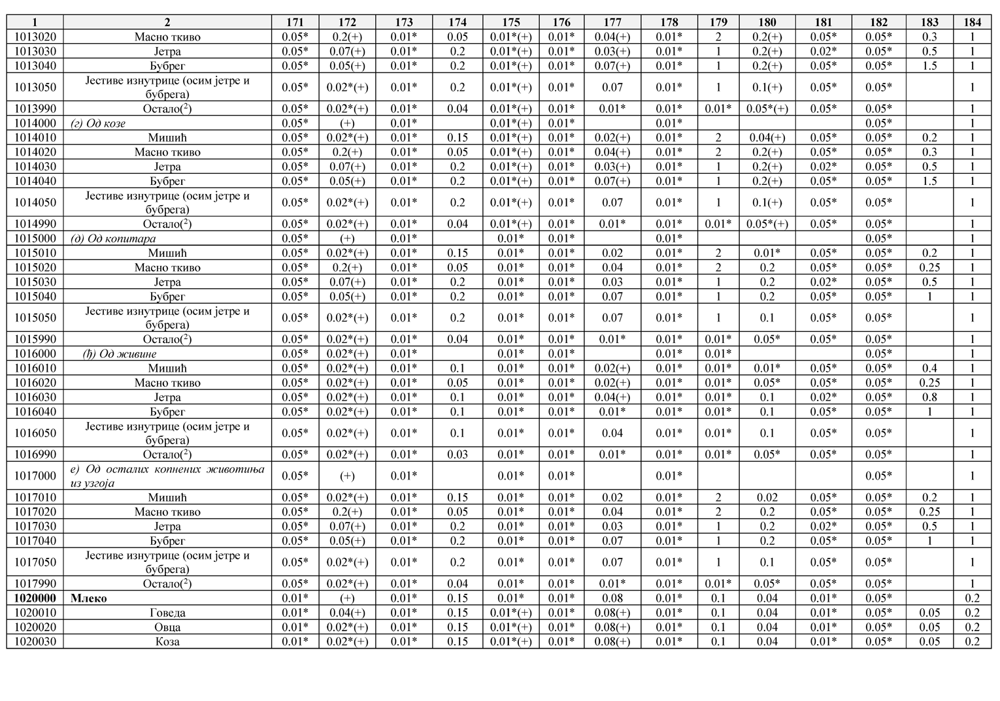 1 2 171 172 173 174 175 176 177 178 179 180 181 182 183 184
1013020 Масно ткиво 0.05* 0.2(+) 0.01* 0.05 0.01*(+) 0.01* 0.04(+) 0.01* 2 0.2(+) 0.05* 0.05* 0.3 1
1013030 Јетра 0.05* 0.07(+) 0.01* 0.2 0.01*(+) 0.01* 0.03(+) 0.01* 1 0.2(+) 0.02* 0.05* 0.5 1
1013040 Бубрег 0.05* 0.05(+) 0.01* 0.2 0.01*(+) 0.01* 0.07(+) 0.01* 1 0.2(+) 0.05* 0.05* 1.5 1
1013050 Јестиве изнутрице (осим јетре и
бубрега) 0.05* 0.02*(+) 0.01* 0.2 0.01*(+) 0.01* 0.07 0.01* 1 0.1(+) 0.05* 0.05* 1
1013990 Остало(2) 0.05* 0.02*(+) 0.01* 0.04 0.01*(+) 0.01* 0.01* 0.01* 0.01* 0.05*(+) 0.05* 0.05* 1
1014000 (г) Од козе 0.05* (+) 0.01* 0.01*(+) 0.01* 0.01* 0.05* 1
1014010 Мишић 0.05* 0.02*(+) 0.01* 0.15 0.01*(+) 0.01* 0.02(+) 0.01* 2 0.04(+) 0.05* 0.05* 0.2 1
1014020 Масно ткиво 0.05* 0.2(+) 0.01* 0.05 0.01*(+) 0.01* 0.04(+) 0.01* 2 0.2(+) 0.05* 0.05* 0.3 1
1014030 Јетра 0.05* 0.07(+) 0.01* 0.2 0.01*(+) 0.01* 0.03(+) 0.01* 1 0.2(+) 0.02* 0.05* 0.5 1
1014040 Бубрег 0.05* 0.05(+) 0.01* 0.2 0.01*(+) 0.01* 0.07(+) 0.01* 1 0.2(+) 0.05* 0.05* 1.5 1
1014050 Јестиве изнутрице (осим јетре и
бубрега) 0.05* 0.02*(+) 0.01* 0.2 0.01*(+) 0.01* 0.07 0.01* 1 0.1(+) 0.05* 0.05* 1
1014990 Остало(2) 0.05* 0.02*(+) 0.01* 0.04 0.01*(+) 0.01* 0.01* 0.01* 0.01* 0.05*(+) 0.05* 0.05* 1
1015000 (д) Од копитара 0.05* (+) 0.01* 0.01* 0.01* 0.01* 0.05* 1
1015010 Мишић 0.05* 0.02*(+) 0.01* 0.15 0.01* 0.01* 0.02 0.01* 2 0.01* 0.05* 0.05* 0.2 1
1015020 Масно ткиво 0.05* 0.2(+) 0.01* 0.05 0.01* 0.01* 0.04 0.01* 2 0.2 0.05* 0.05* 0.25 1
1015030 Јетра 0.05* 0.07(+) 0.01* 0.2 0.01* 0.01* 0.03 0.01* 1 0.2 0.02* 0.05* 0.5 1
1015040 Бубрег 0.05* 0.05(+) 0.01* 0.2 0.01* 0.01* 0.07 0.01* 1 0.2 0.05* 0.05* 1 1
1015050 Јестиве изнутрице (осим јетре и
бубрега) 0.05* 0.02*(+) 0.01* 0.2 0.01* 0.01* 0.07 0.01* 1 0.1 0.05* 0.05* 1
1015990 Остало(2) 0.05* 0.02*(+) 0.01* 0.04 0.01* 0.01* 0.01* 0.01* 0.01* 0.05* 0.05* 0.05* 1
1016000 (ђ) Од живине 0.05* 0.02*(+) 0.01* 0.01* 0.01* 0.01* 0.01* 0.05* 1
1016010 Мишић 0.05* 0.02*(+) 0.01* 0.1 0.01* 0.01* 0.02(+) 0.01* 0.01* 0.01* 0.05* 0.05* 0.4 1
1016020 Масно ткиво 0.05* 0.02*(+) 0.01* 0.05 0.01* 0.01* 0.02(+) 0.01* 0.01* 0.05* 0.05* 0.05* 0.25 1
1016030 Јетра 0.05* 0.02*(+) 0.01* 0.1 0.01* 0.01* 0.04(+) 0.01* 0.01* 0.1 0.02* 0.05* 0.8 1
1016040 Бубрег 0.05* 0.02*(+) 0.01* 0.1 0.01* 0.01* 0.01* 0.01* 0.01* 0.1 0.05* 0.05* 1 1
1016050 Јестиве изнутрице (осим јетре и
бубрега) 0.05* 0.02*(+) 0.01* 0.1 0.01* 0.01* 0.04 0.01* 0.01* 0.1 0.05* 0.05* 1
1016990 Остало(2) 0.05* 0.02*(+) 0.01* 0.03 0.01* 0.01* 0.01* 0.01* 0.01* 0.05* 0.05* 0.05* 1
1017000 е) Од осталих копнених животиња
из узгоја 0.05* (+) 0.01* 0.01* 0.01* 0.01* 0.05* 1
1017010 Мишић 0.05* 0.02*(+) 0.01* 0.15 0.01* 0.01* 0.02 0.01* 2 0.02 0.05* 0.05* 0.2 1
1017020 Масно ткиво 0.05* 0.2(+) 0.01* 0.05 0.01* 0.01* 0.04 0.01* 2 0.2 0.05* 0.05* 0.25 1
1017030 Јетра 0.05* 0.07(+) 0.01* 0.2 0.01* 0.01* 0.03 0.01* 1 0.2 0.02* 0.05* 0.5 1
1017040 Бубрег 0.05* 0.05(+) 0.01* 0.2 0.01* 0.01* 0.07 0.01* 1 0.2 0.05* 0.05* 1 1
1017050 Јестиве изнутрице (осим јетре и
бубрега) 0.05* 0.02*(+) 0.01* 0.2 0.01* 0.01* 0.07 0.01* 1 0.1 0.05* 0.05* 1
1017990 Остало(2) 0.05* 0.02*(+) 0.01* 0.04 0.01* 0.01* 0.01* 0.01* 0.01* 0.05* 0.05* 0.05* 1
1020000 Млеко 0.01* (+) 0.01* 0.15 0.01* 0.01* 0.08 0.01* 0.1 0.04 0.01* 0.05* 0.2
1020010 Говеда 0.01* 0.04(+) 0.01* 0.15 0.01*(+) 0.01* 0.08(+) 0.01* 0.1 0.04 0.01* 0.05* 0.05 0.2
1020020 Овца 0.01* 0.02*(+) 0.01* 0.15 0.01*(+) 0.01* 0.08(+) 0.01* 0.1 0.04 0.01* 0.05* 0.05 0.2
1020030 Коза 0.01* 0.02*(+) 0.01* 0.15 0.01*(+) 0.01* 0.08(+) 0.01* 0.1 0.04 0.01* 0.05* 0.05 0.2